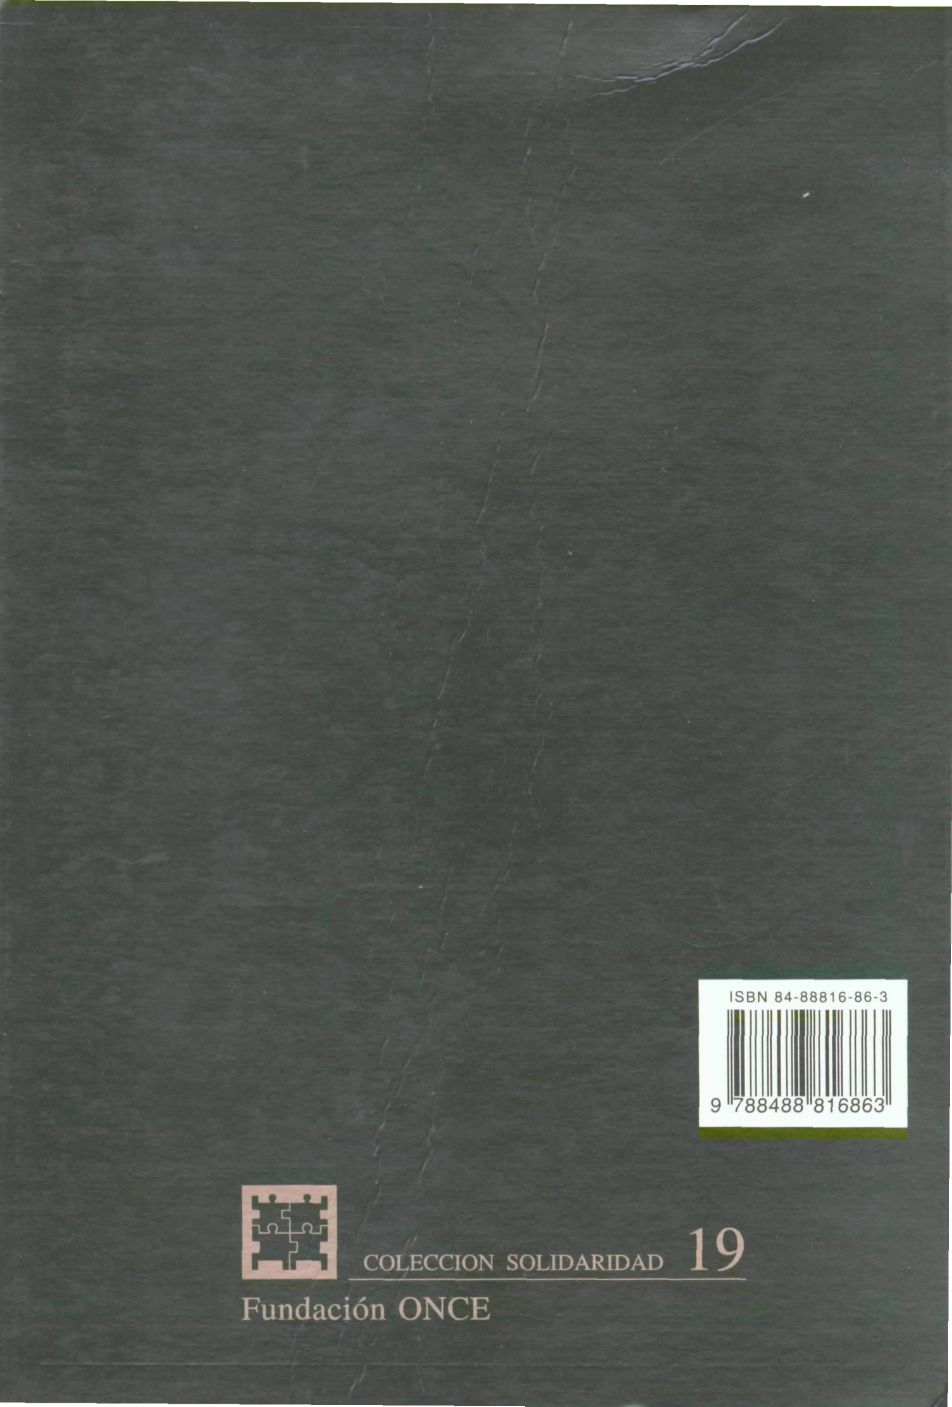 ISBN 84-88816-86-3
9 788488 816863
COLECCION SOLIDARIDAD 19
Fundación ONCE